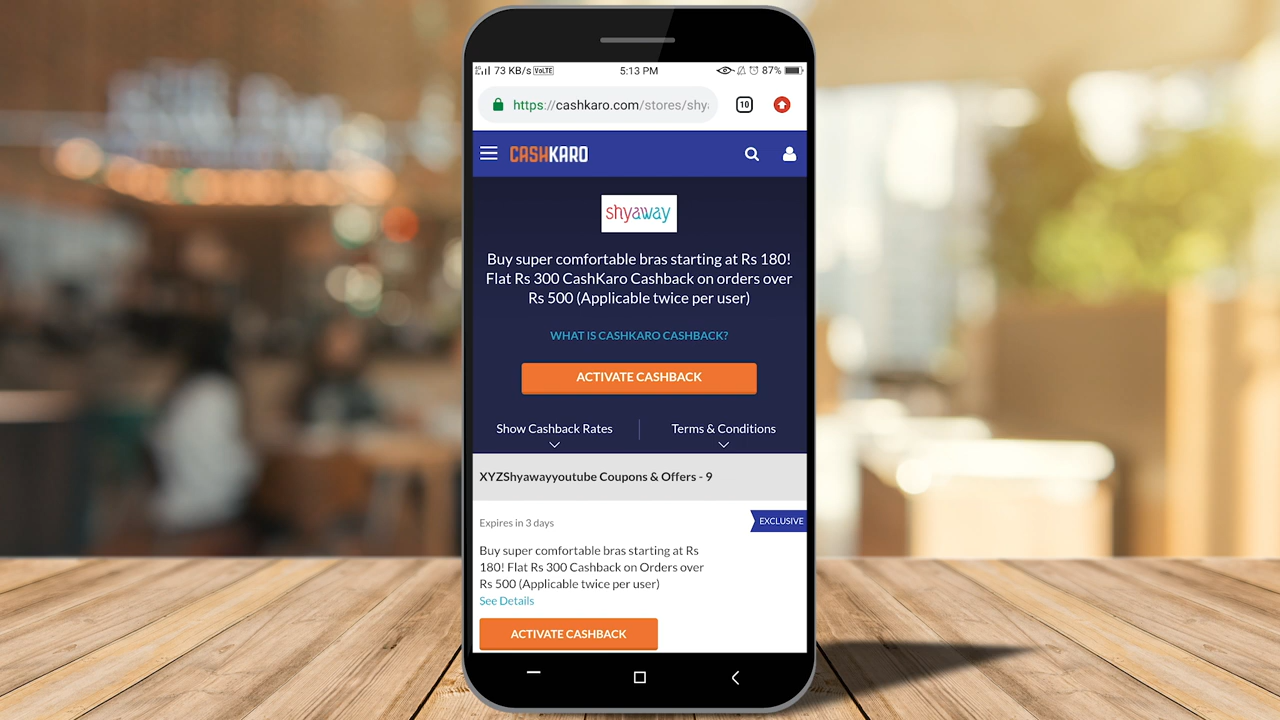 73 KB/s VoLTE 5:13 PM 87%
https://cashkaro.com/stores/shy 10
CASHKARO
shyaway
Buy super comfortable bras starting at Rs 180!
Flat Rs 300 CashKaro Cashback on orders over
Rs 500 (Applicable twice per user)
WHAT IS CASHKARO CASHBACK?
ACTIVATE CASHBACK
Show Cashback Rates Terms & Conditions
XYZShyawayyoutube Coupons & Offers - 9
Expires in 3 days EXCLUSIVE
Buy super comfortable bras starting at Rs
180! Flat Rs 300 Cashback on Orders over
Rs 500 (Applicable twice per user)
See Details
ACTIVATE CASHBACK